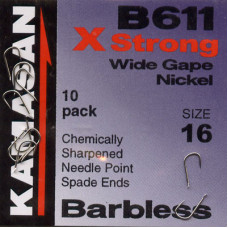 KAMASAN
B611
X Strong
Wide Gape
Nickel
10
pack
SIZE
16
Chemically
Sharpened
Needle Point
Spade Ends
Barbless